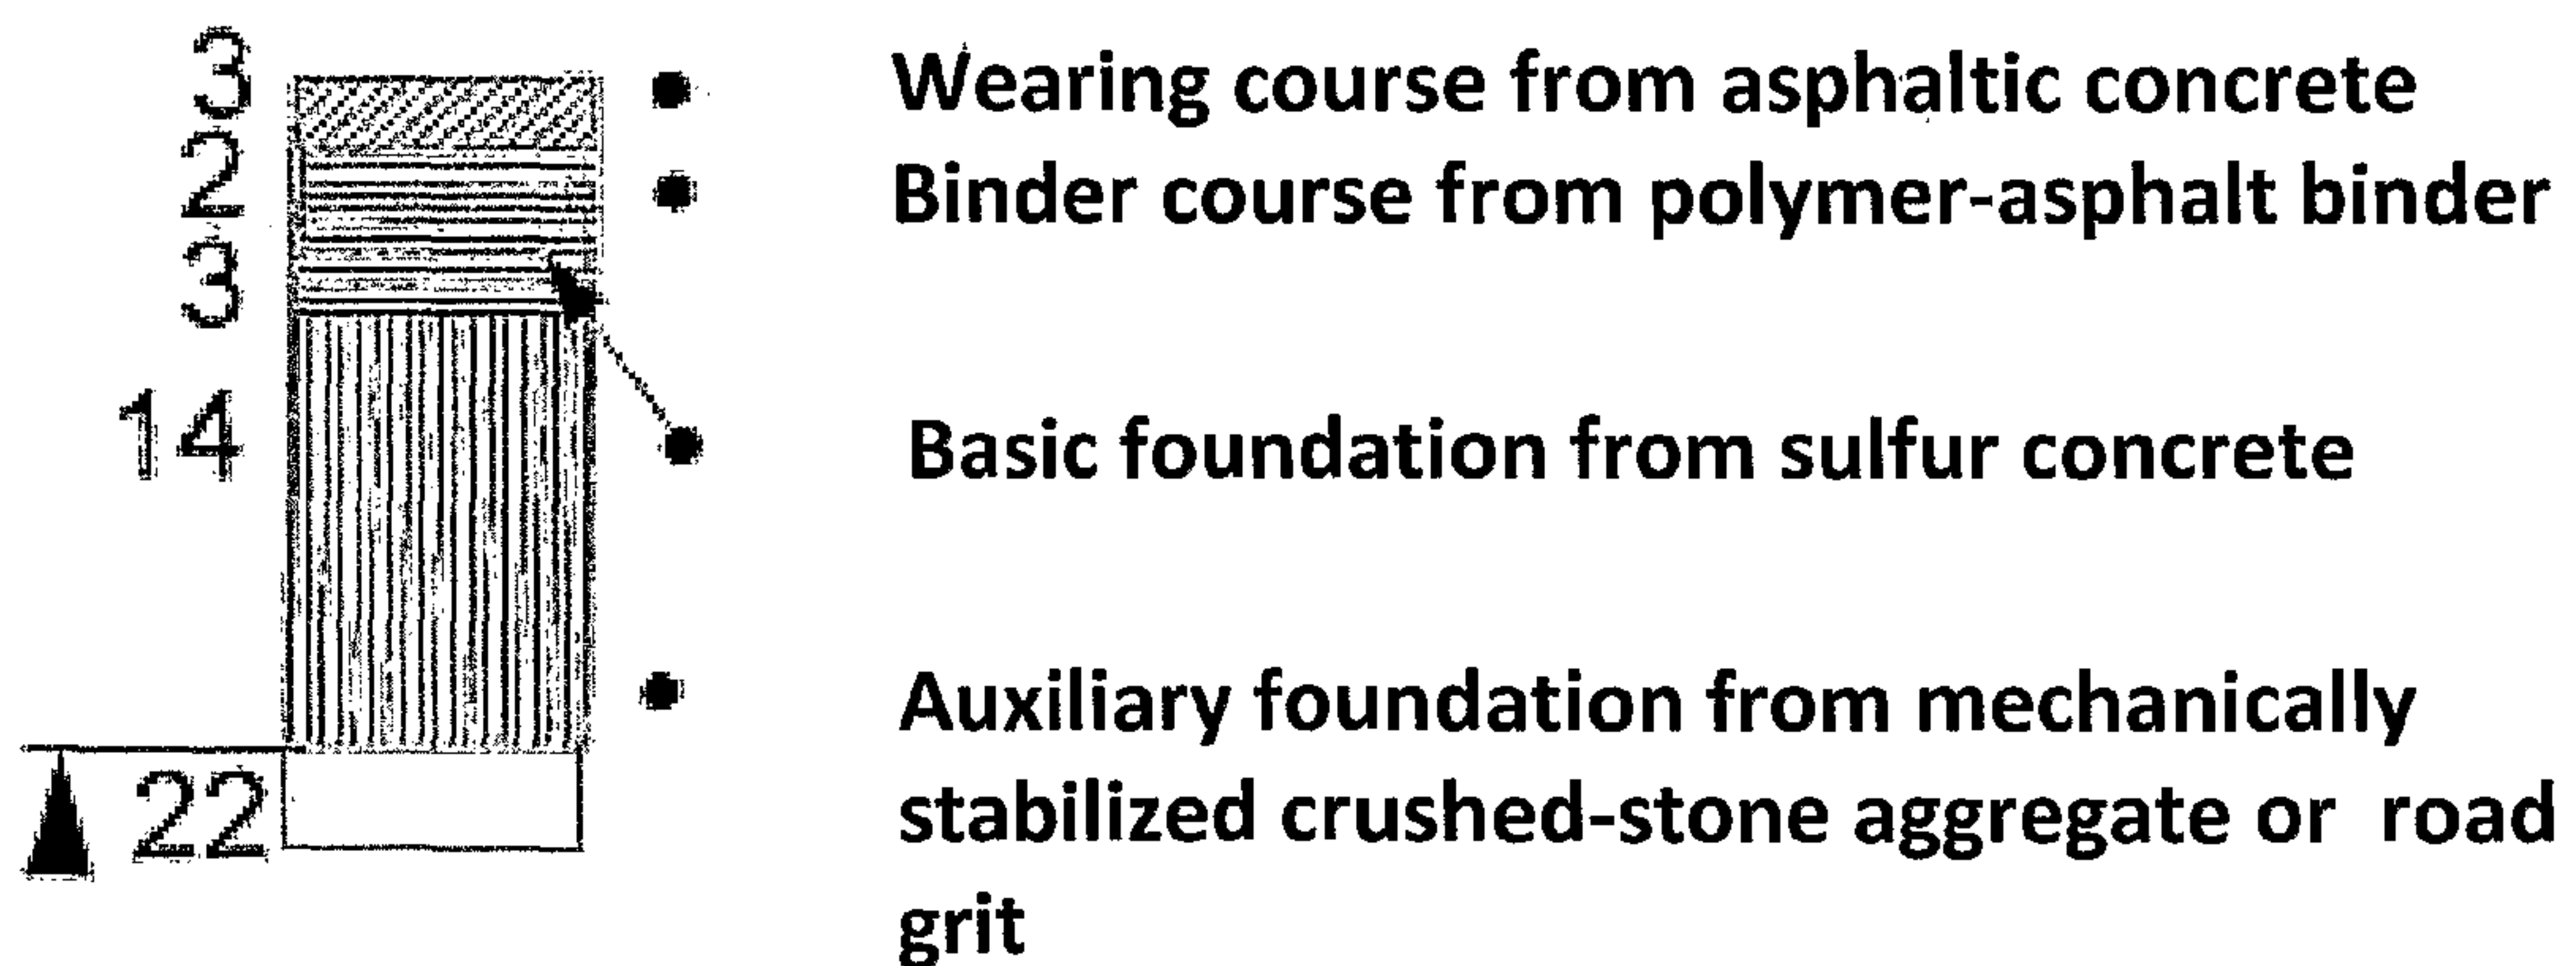 3
Wearing course from asphaltic concrete
2
Binder course from polymer-asphalt binder
3
14
Basic foundation from sulfur concrete
Auxiliary foundation from mechanically
22
stabilized crushed-stone aggregate or road
grit